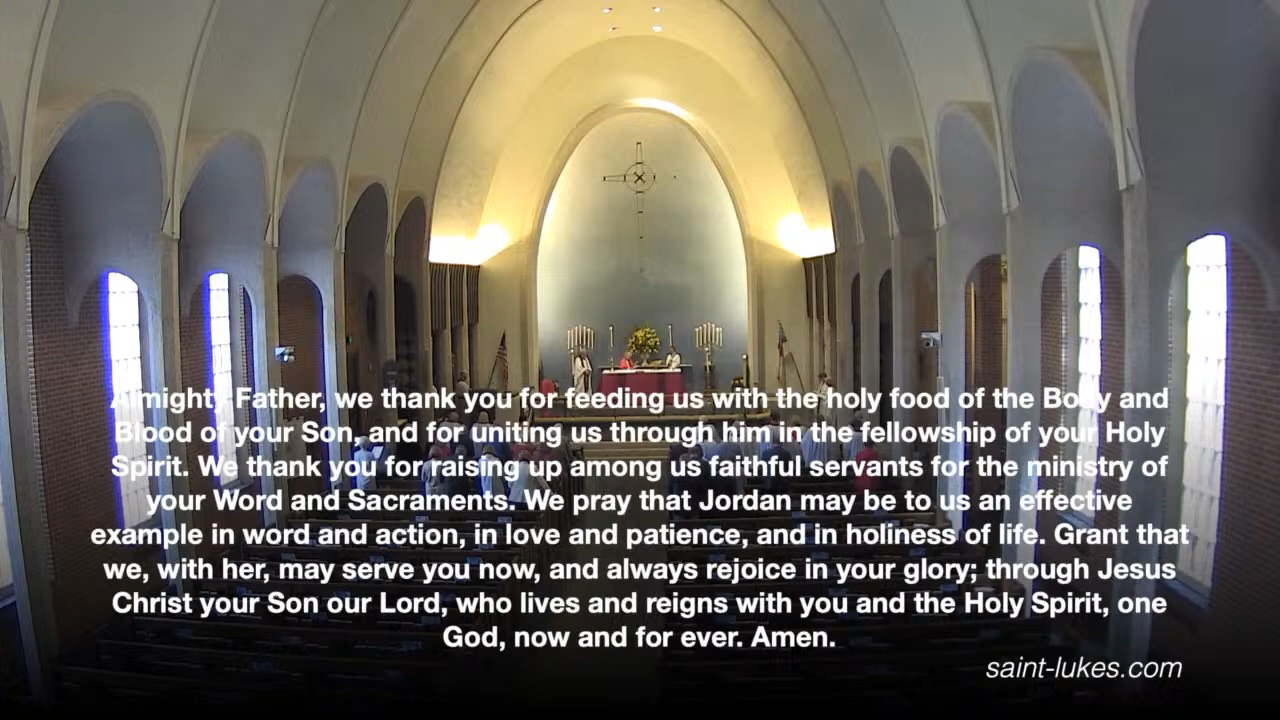 Almighty Father, we thank you for feeding us with the holy food of the Body and
Blood of your Son, and for uniting us through him in the fellowship of your Holy
Spirit. We thank you for raising up among us faithful servants for the ministry of
your Word and Sacraments. We pray that Jordan may be to us an effective
example in word and action, in love and patience, and in holiness of life. Grant that
we, with her, may serve you now, and always rejoice in your glory; through Jesus
Christ your Son our Lord, who lives and reigns with you and the Holy Spirit, one
God, now and for ever. Amen.
saint-lukes.com